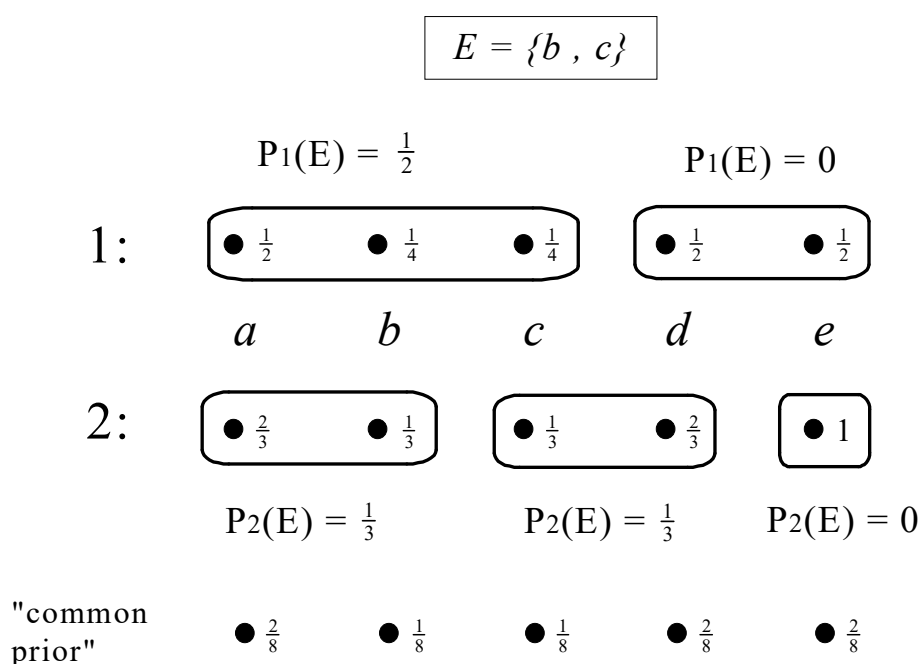 E = {b , c}
P1(E) = 1/2 P1(E) = 0
1: 1/2 1/4 1/4 1/2 1/2
a b c d e
2: 2/3 1/3 1/3 2/3 1
P2(E) = 1/3 P2(E) = 1/3 P2(E) = 0
"common
prior" 2/8 1/8 1/8 2/8 2/8